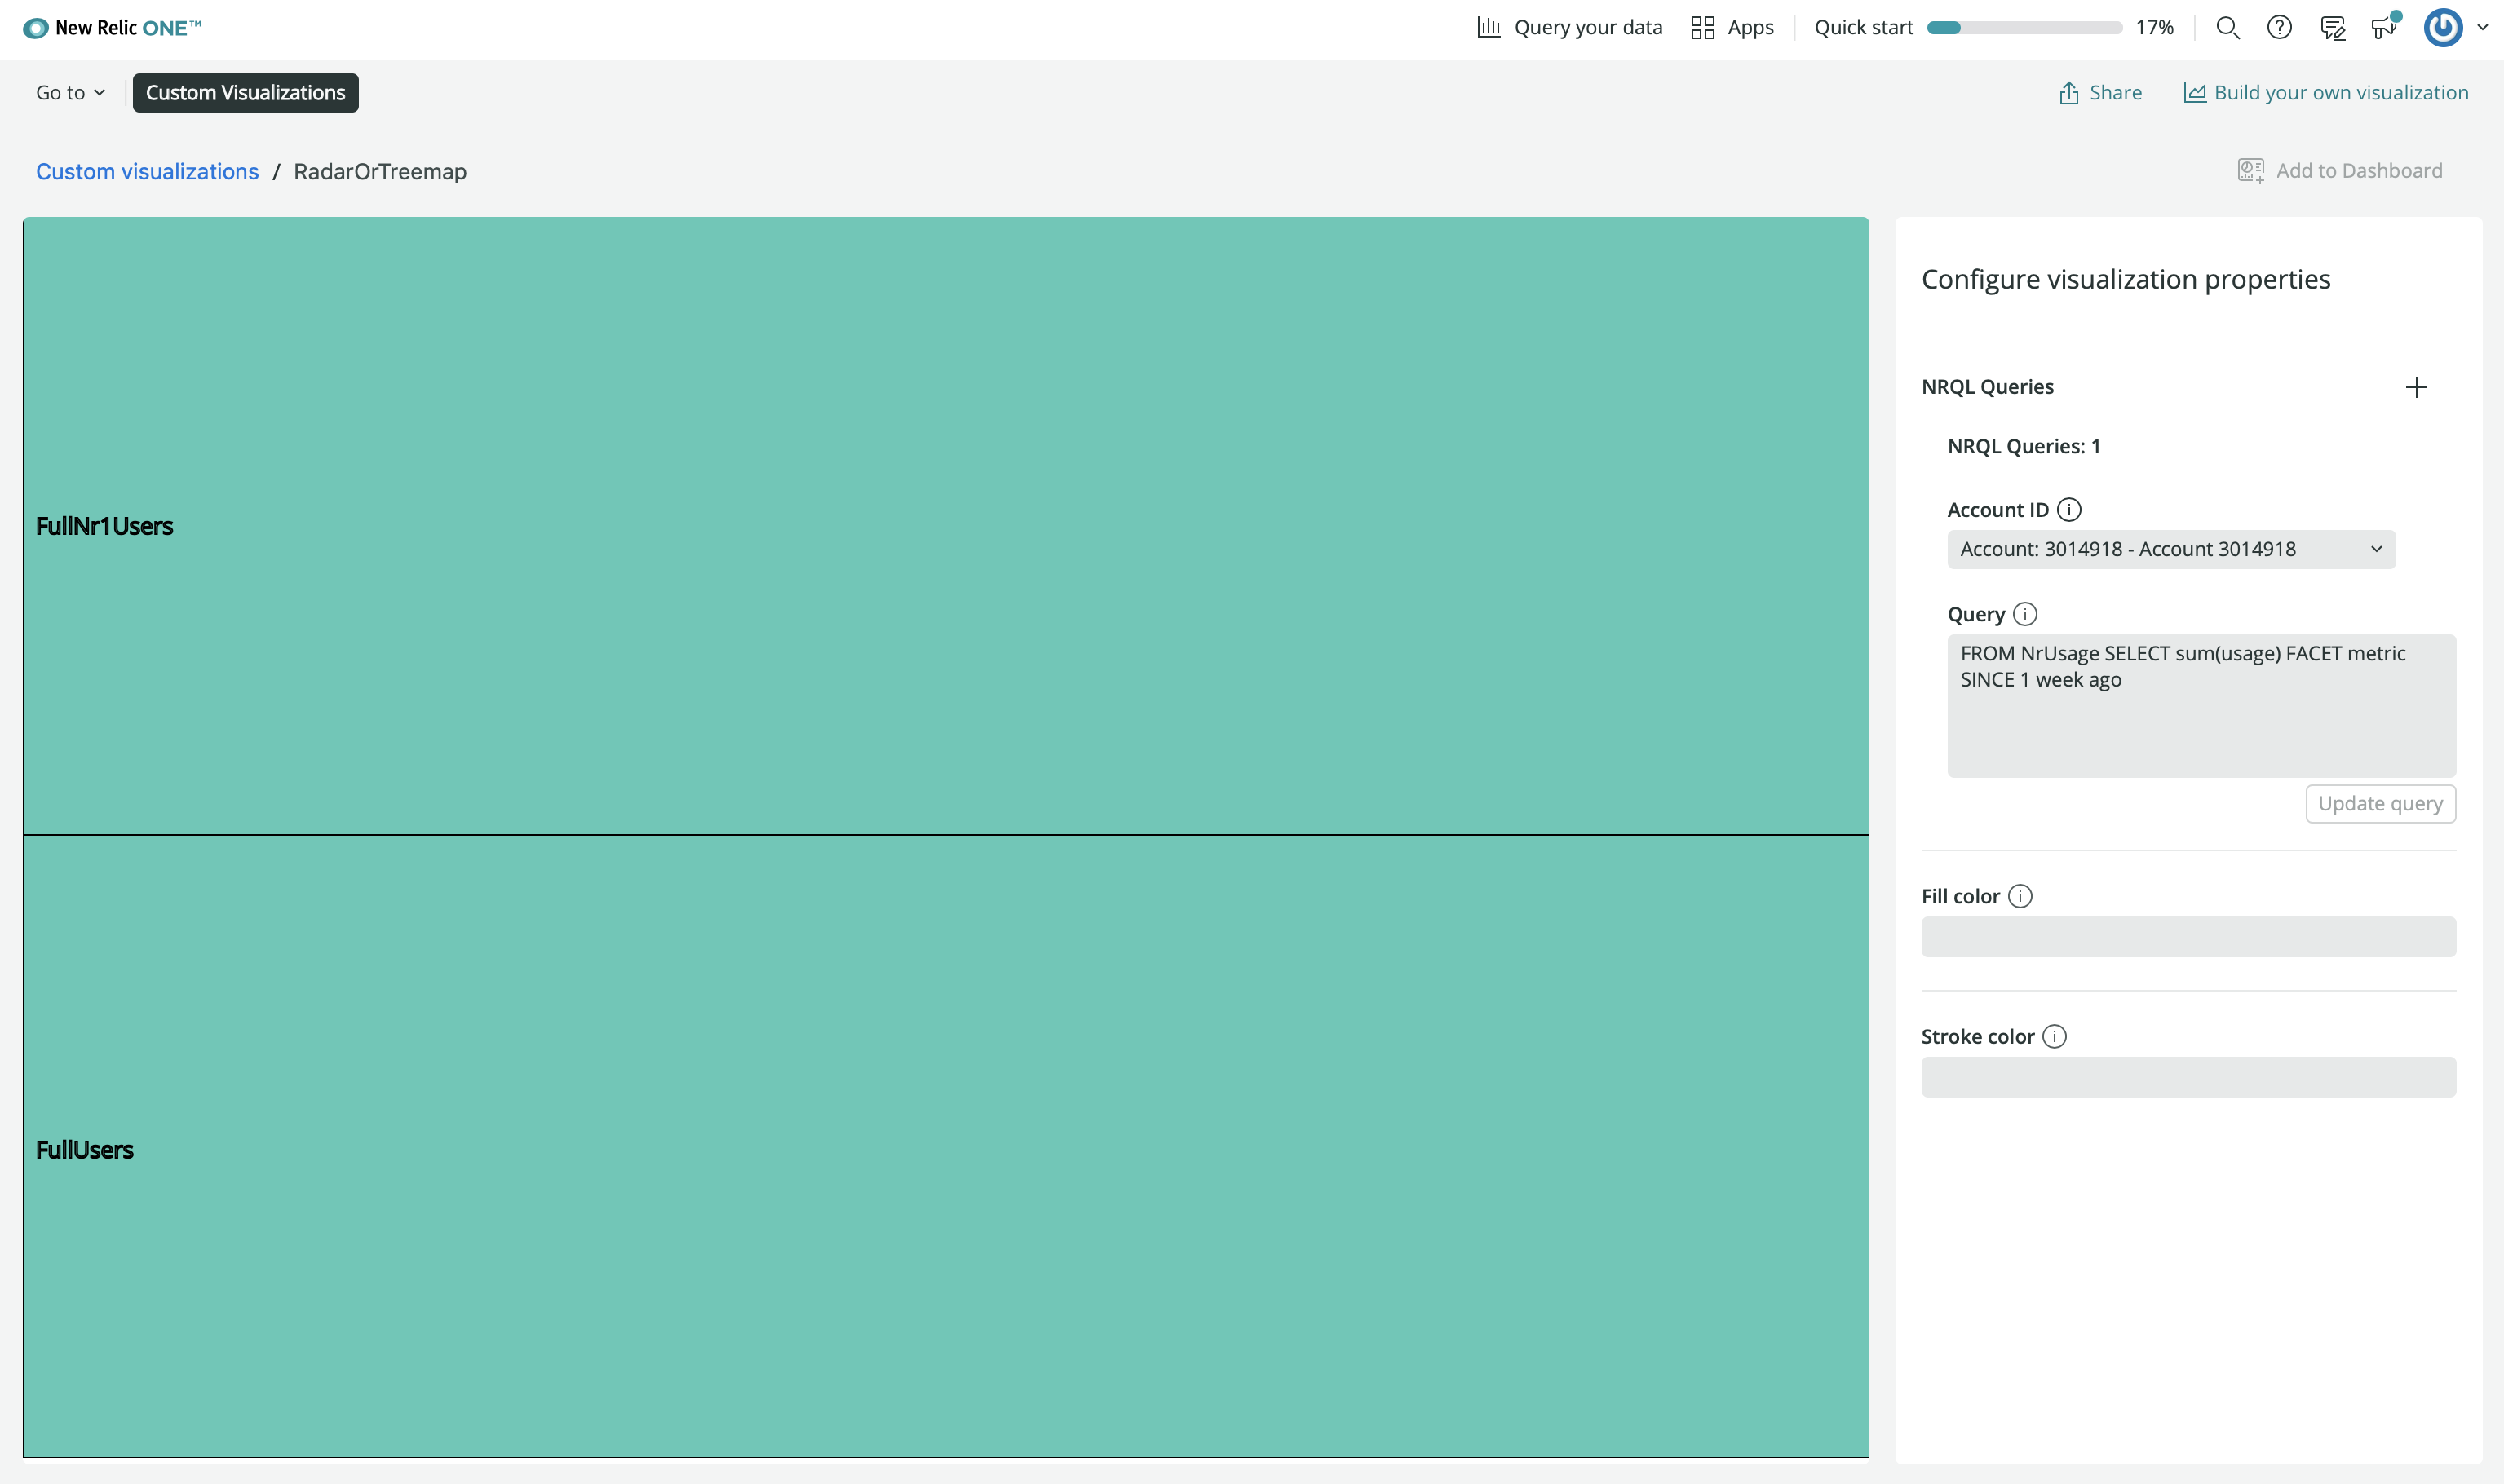 New Relic ONE™
Query your data
Apps
Quick start
17%
Go to
Custom Visualizations
Share
Build your own visualization
Custom visualizations / RadarOrTreemap
Add to Dashboard
FullNr1Users
FullUsers
Configure visualization properties
NRQL Queries
NRQL Queries: 1
Account ID
Account: 3014918 - Account 3014918
Query
FROM NrUsage SELECT sum(usage) FACET metric
SINCE 1 week ago
Update query
Fill color
Stroke color